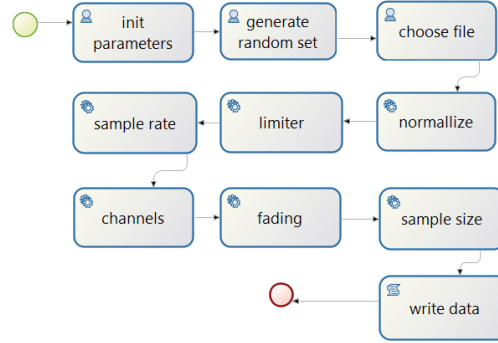 init
parameters
generate
random set
choose file
normallize
limiter
sample rate
channels
fading
sample size
write data